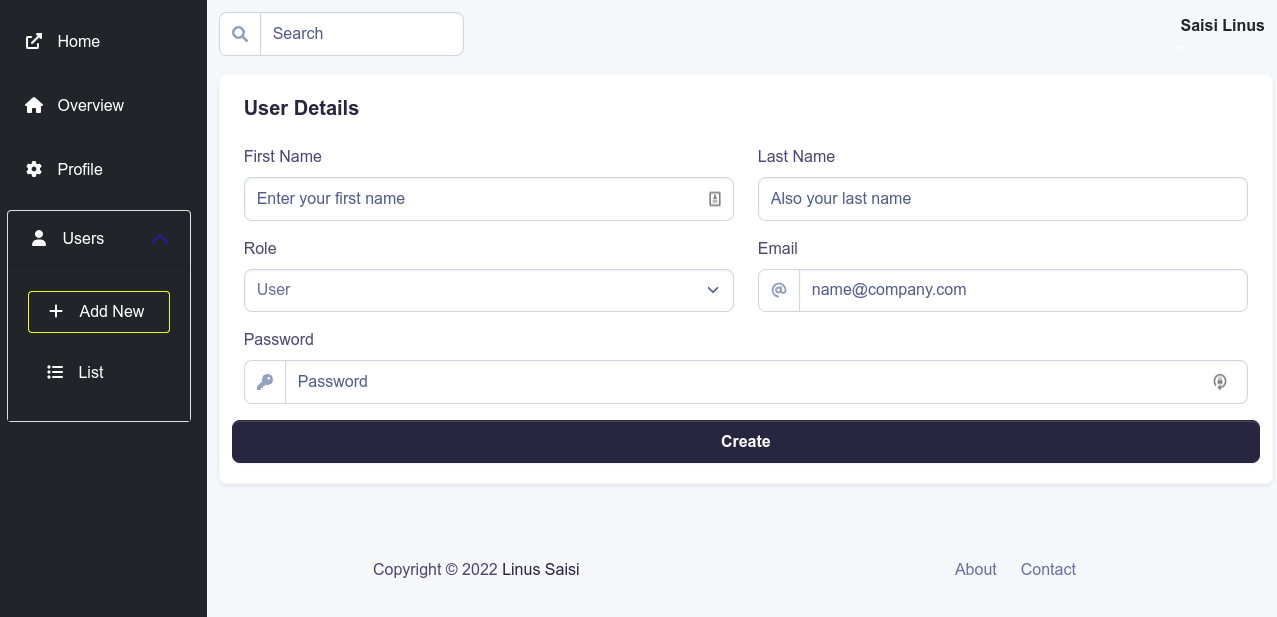 Home
Overview
Profile
Users
Add New
List
Search
Saisi Linus
User Details
First Name
Last Name
Enter your first name
Also your last name
Role
Email
User
@ name@company.com
Password
Password
Create
Copyright © 2022 Linus Saisi
About Contact